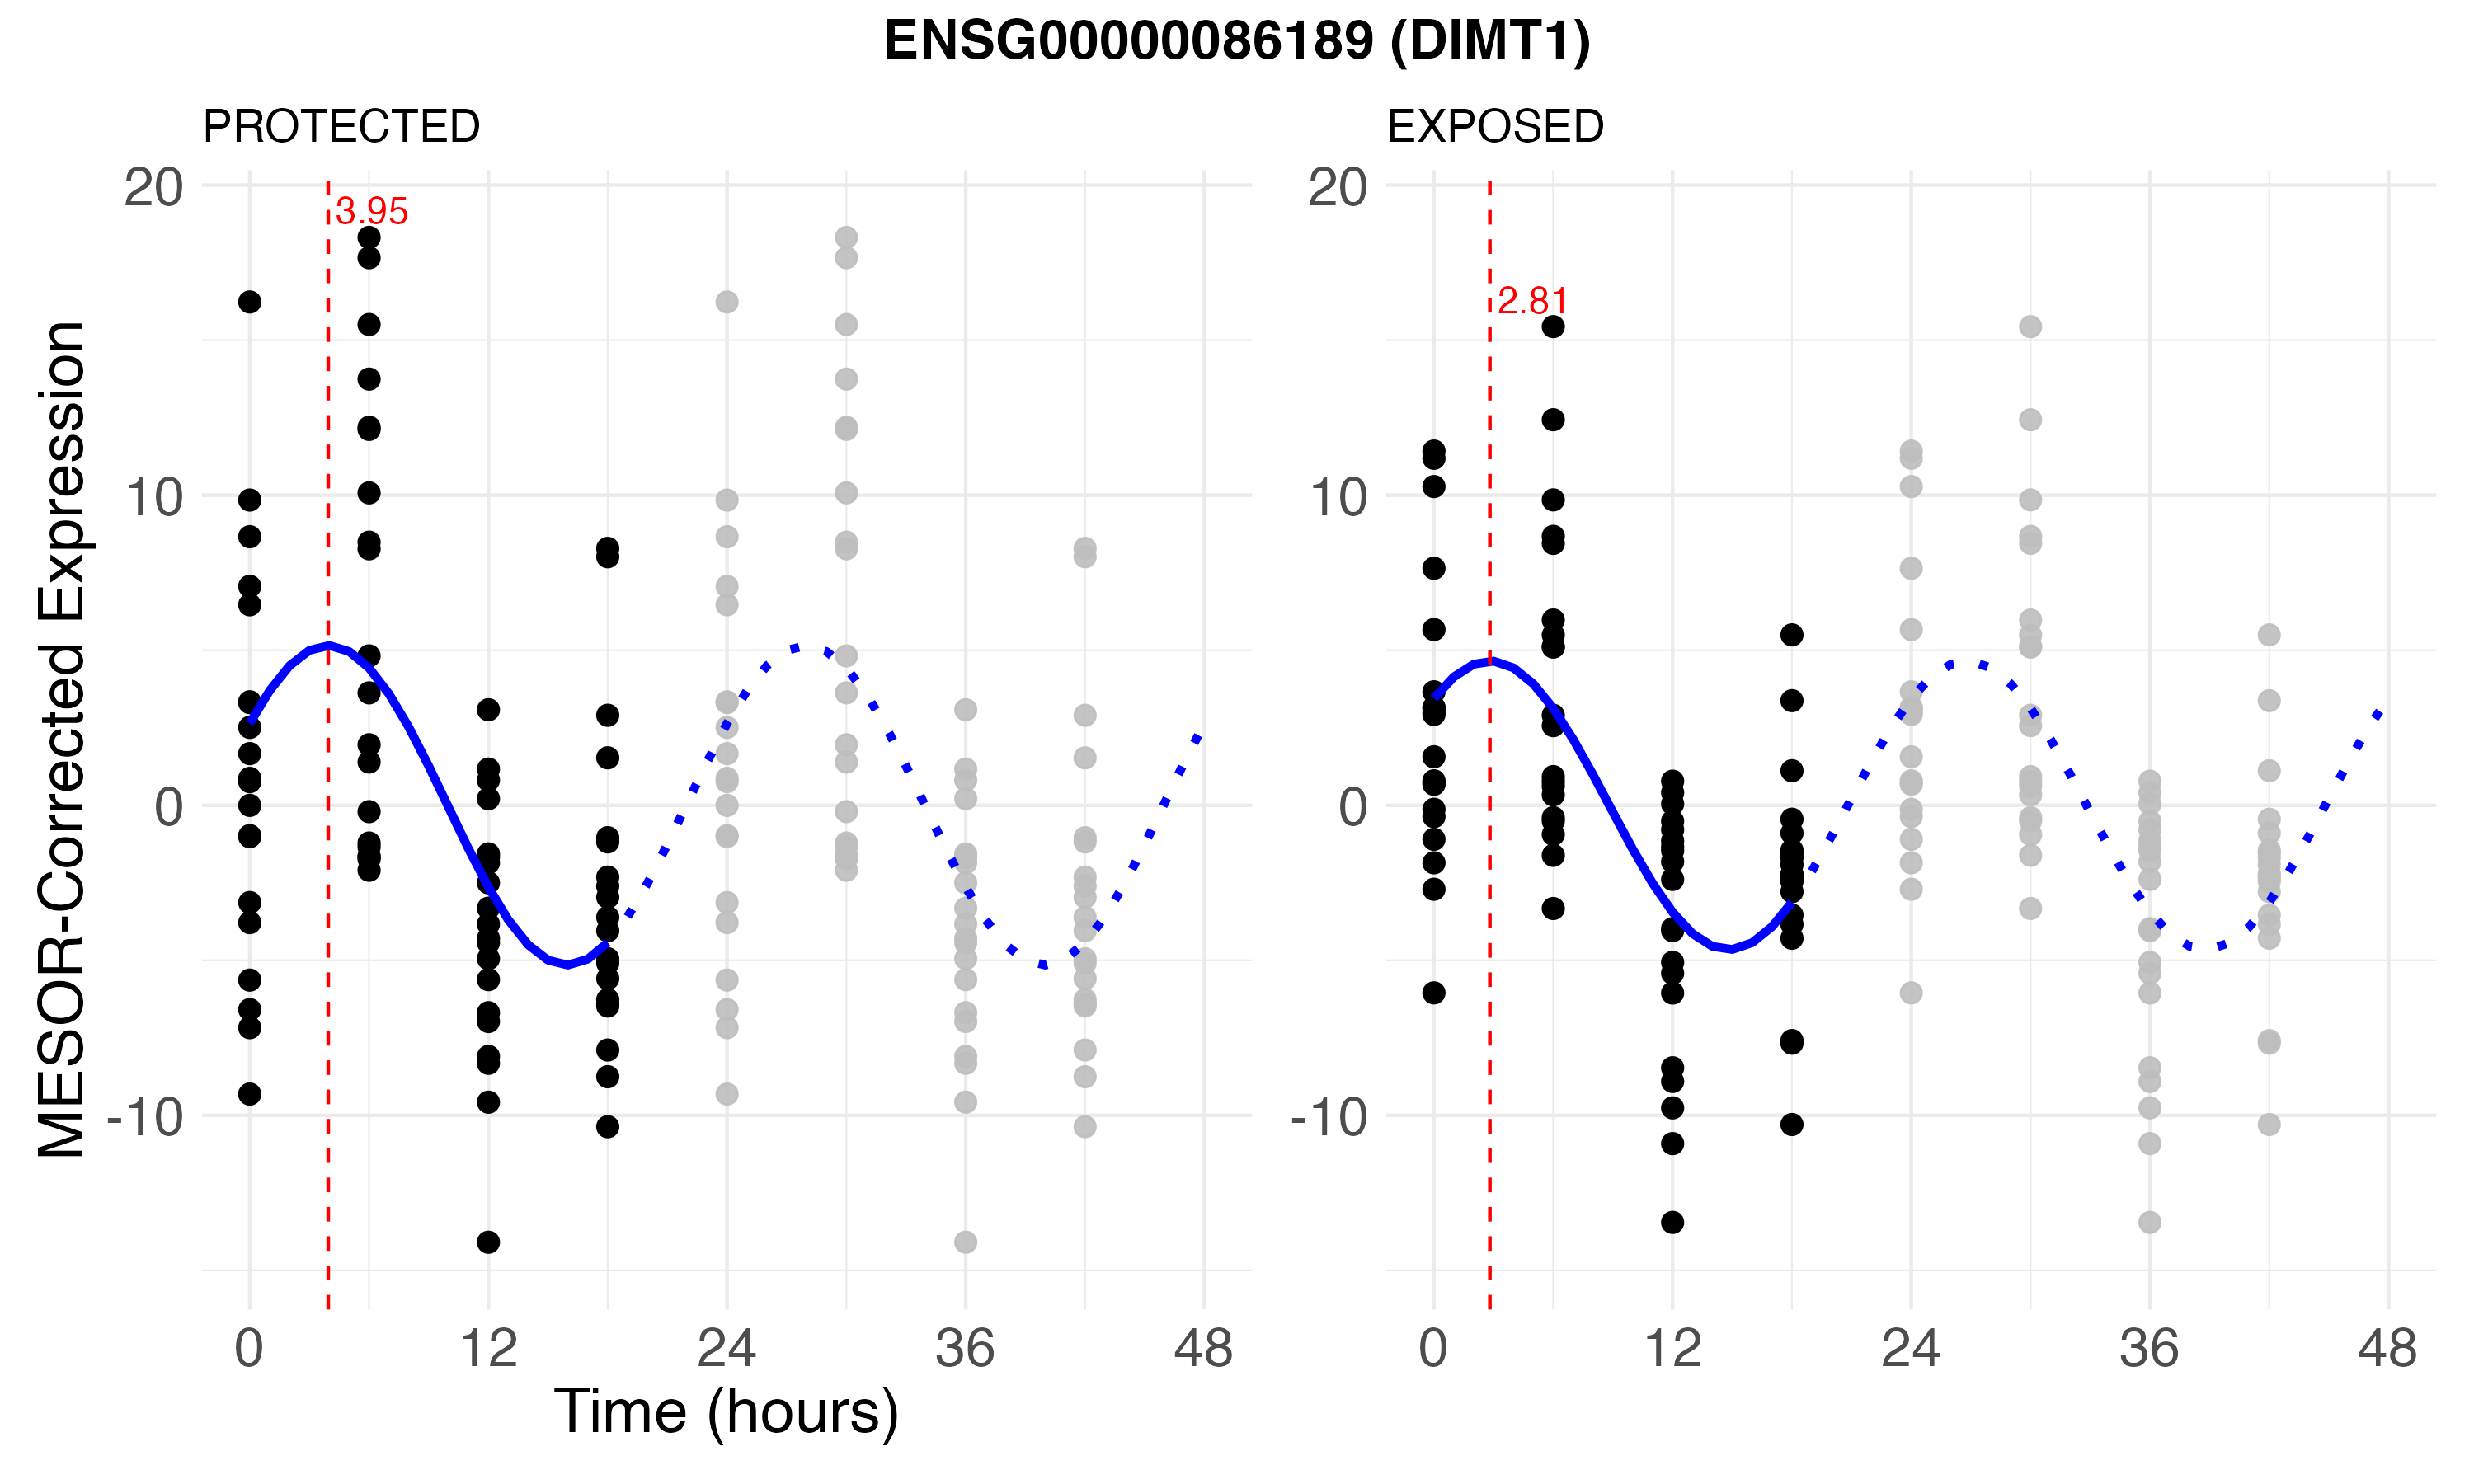 ENSG00000086189 (DIMT1)
PROTECTED
EXPOSED
MESOR-Corrected Expression
20
10
0
-10
3.95
20
10
0
-10
2.81
0 12 24 36 48
0 12 24 36 48
Time (hours)